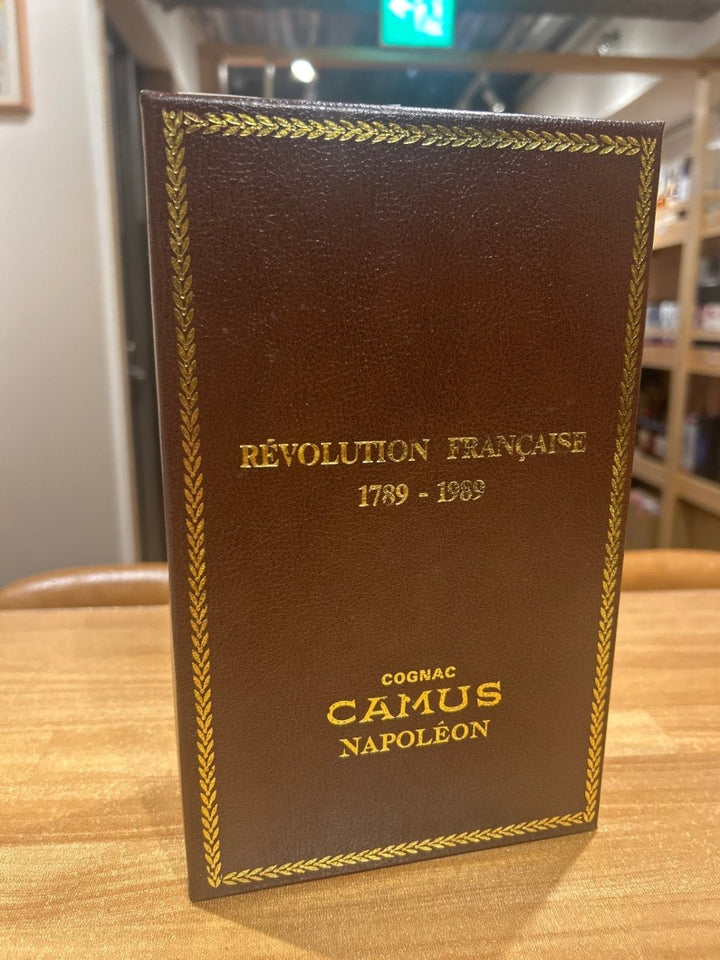 RÉVOLUTION FRANÇAISE
1789 - 1989
COGNAC
CAMUS
NAPOLÉON